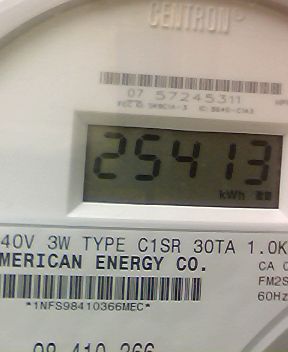 CENTRON®
07 57245311
25413
kWh
40V 3W TYPE C1SR 30TA 1.0K
MERICAN ENERGY CO.
CA
FM2S
60Hz
*1NFS98410366MEC*